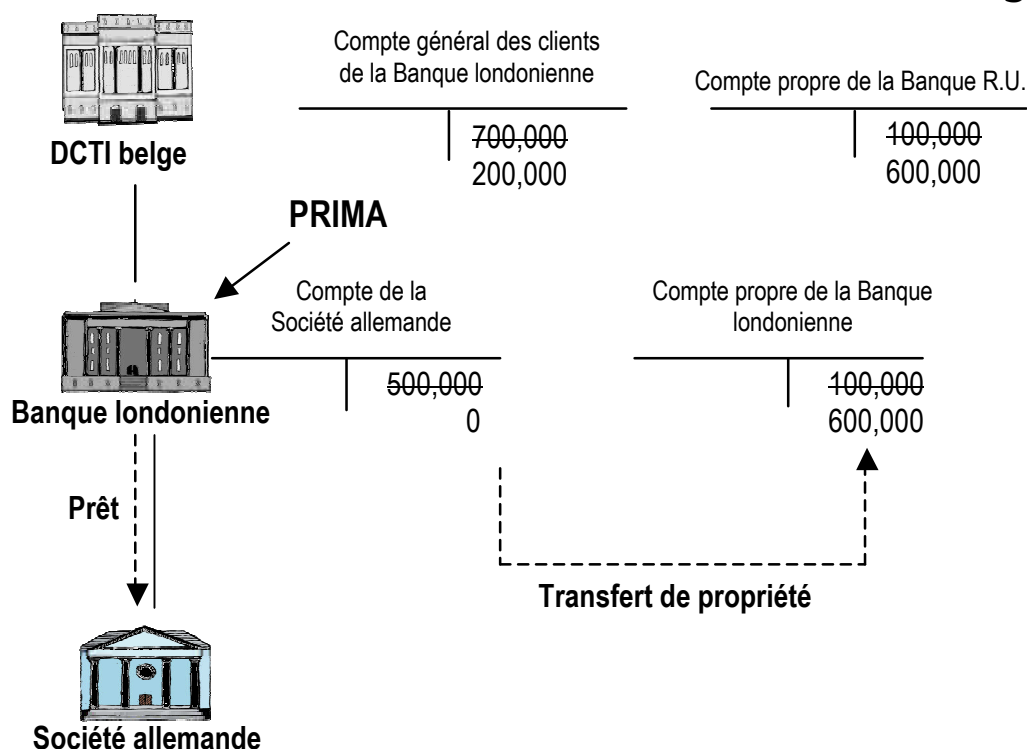 g
Compte général des clients
de la Banque londonienne
Compte propre de la Banque R.U.
700,000
200,000
100,000
600,000
DCTI belge
PRIMA
Compte de la
Société allemande
Compte propre de la Banque
londonienne
500,000
0
100,000
600,000
Banque londonienne
Prêt
Transfert de propriété
Société allemande